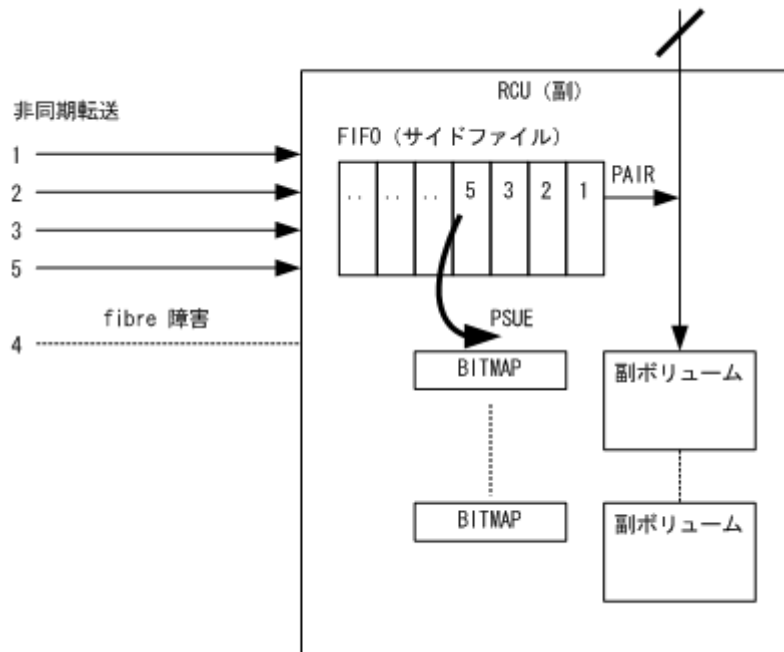 RCU (副)
非同期転送
FIFO (サイドファイル)
1
2
3
5
fibre 障害
4
.. .. .. 5 3 2 1
PAIR
PSUE
BITMAP
副ボリューム
BITMAP
副ボリューム